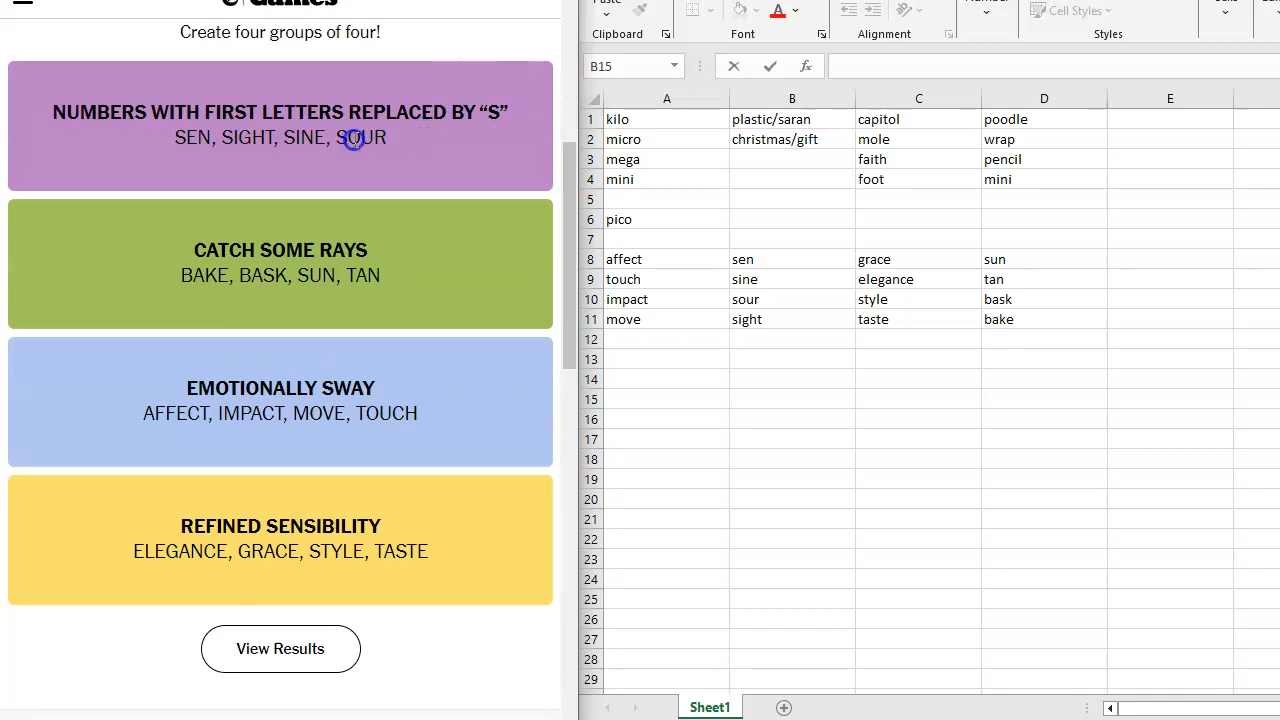 Games
Create four groups of four!
NUMBERS WITH FIRST LETTERS REPLACED BY “S”
SEN, SIGHT, SINE, SOUR
CATCH SOME RAYS
BAKE, BASK, SUN, TAN
EMOTIONALLY SWAY
AFFECT, IMPACT, MOVE, TOUCH
REFINED SENSIBILITY
ELEGANCE, GRACE, STYLE, TASTE
View Results
Cell Styles
Clipboard Font Alignment Styles
B15
A B C D E
1 kilo plastic/saran capitol poodle
2 micro christmas/gift mole wrap
3 mega faith pencil
4 mini foot mini
5
6 pico
7
8 affect sen grace sun
9 touch sine elegance tan
10 impact sour style bask
11 move sight taste bake
12
13
14
15
16
17
18
19
20
21
22
23
24
25
26
27
28
29
Sheet1